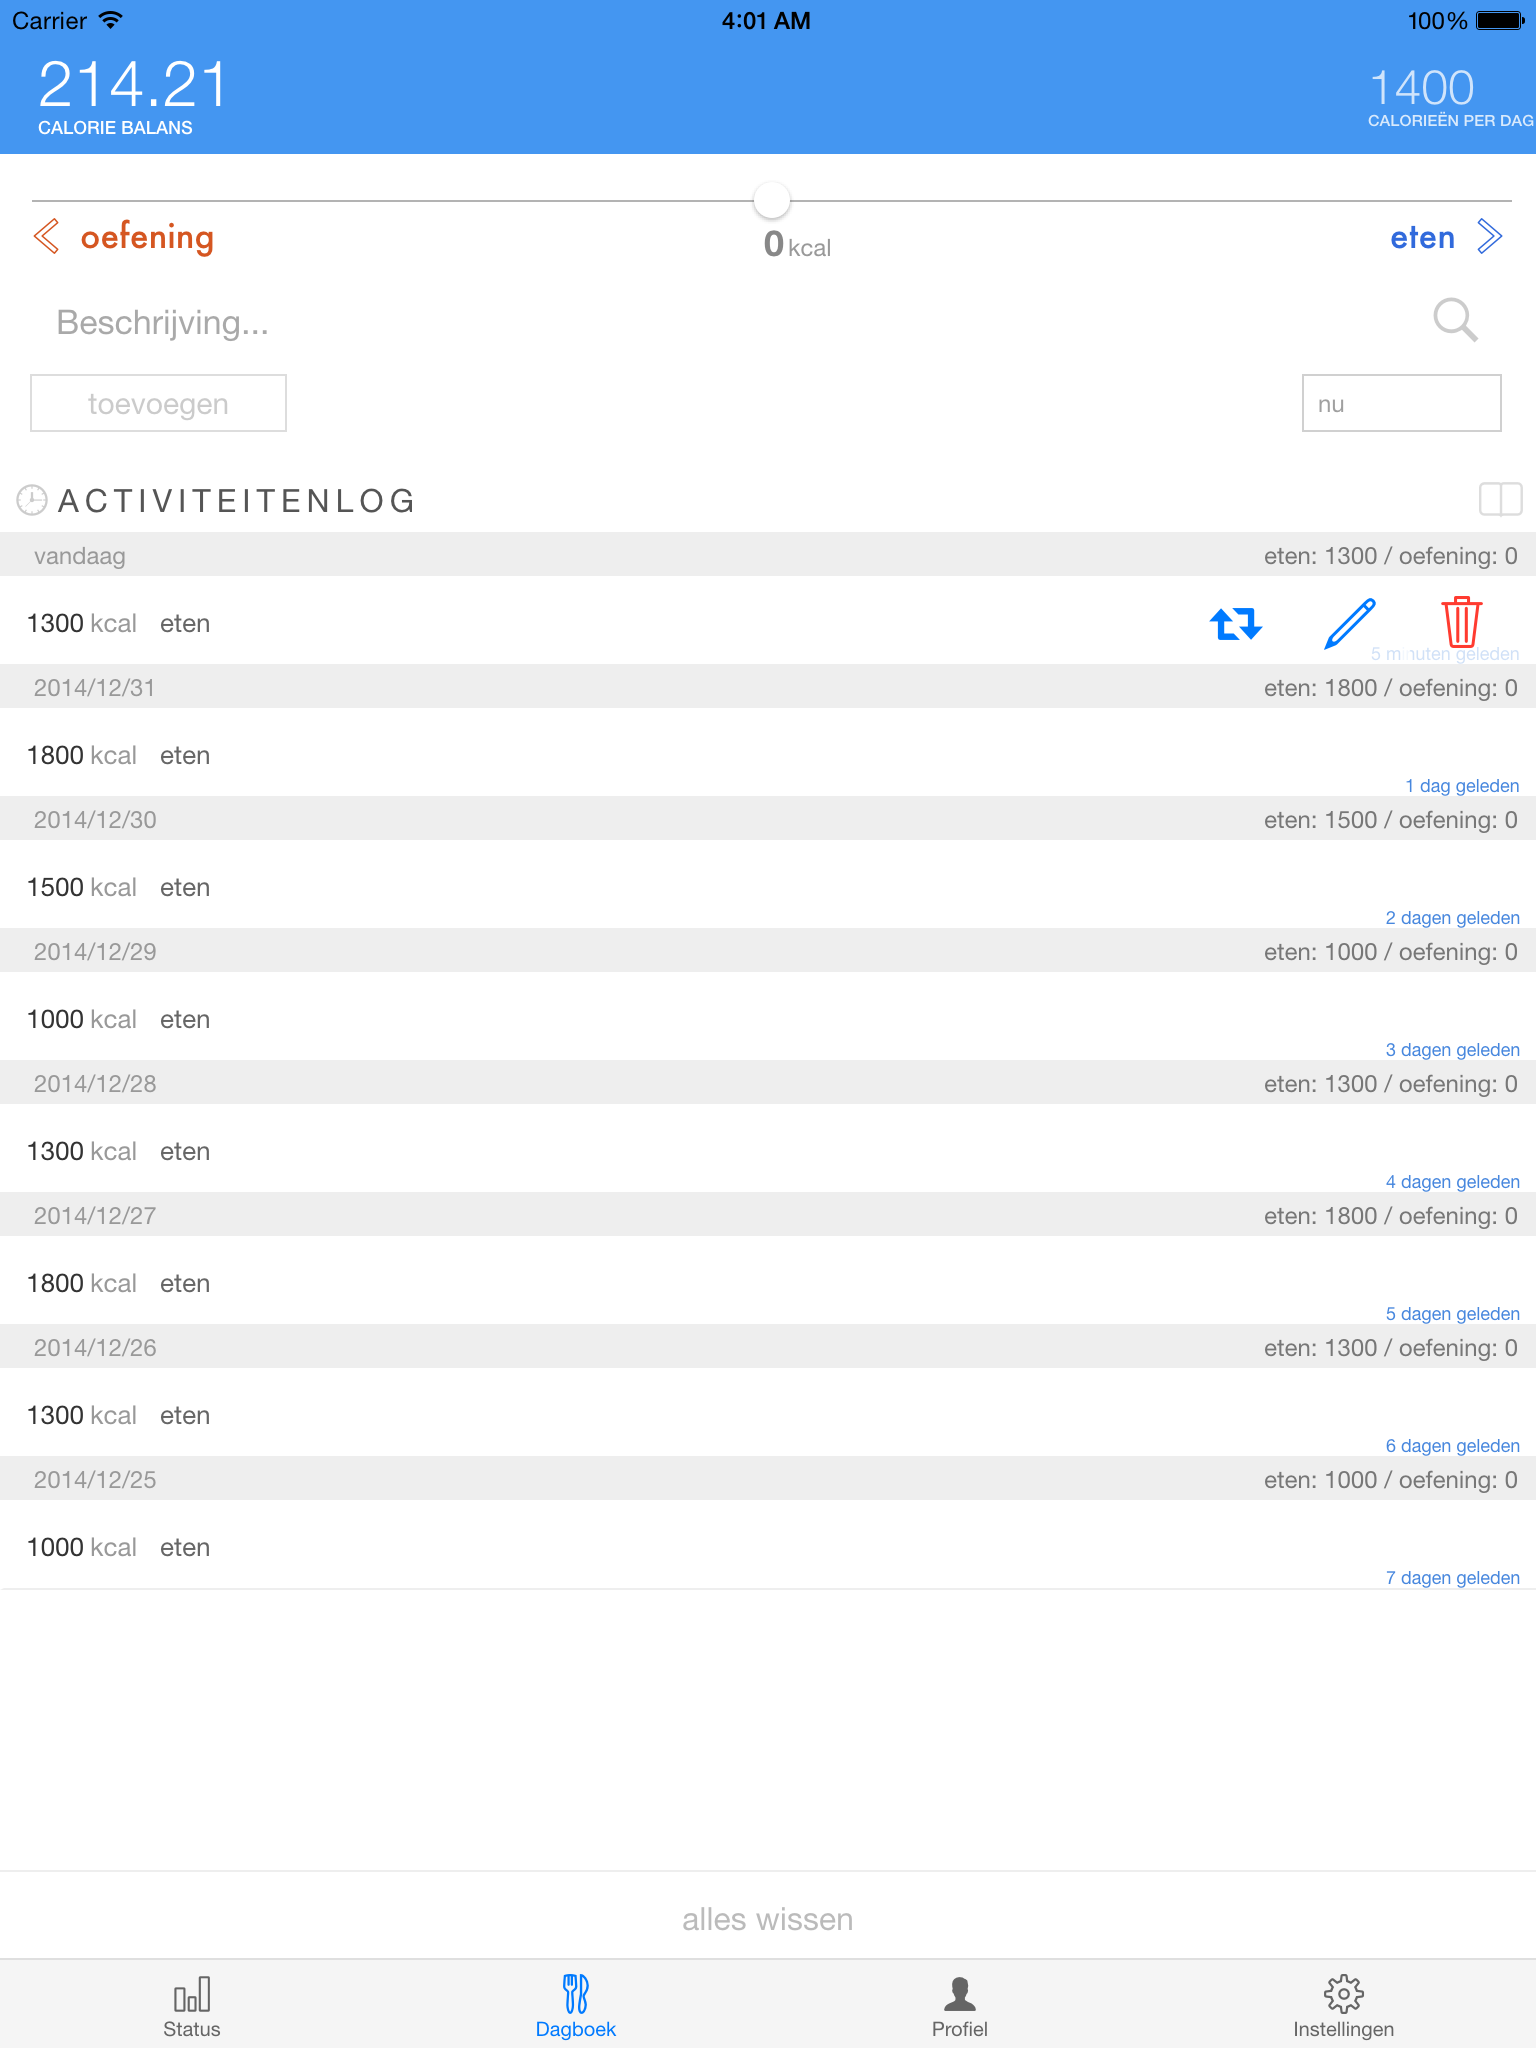 Carrier 4:01 AM 100%
214.21
CALORIE BALANS
1400
CALORIEËN PER DAG
oefening
0 kcal
eten
Beschrijving...
toevoegen
nu
ACTIVITEITENLOG
vandaag eten: 1300 / oefening: 0
1300 kcal eten
5 minuten geleden
2014/12/31 eten: 1800 / oefening: 0
1800 kcal eten
1 dag geleden
2014/12/30 eten: 1500 / oefening: 0
1500 kcal eten
2 dagen geleden
2014/12/29 eten: 1000 / oefening: 0
1000 kcal eten
3 dagen geleden
2014/12/28 eten: 1300 / oefening: 0
1300 kcal eten
4 dagen geleden
2014/12/27 eten: 1800 / oefening: 0
1800 kcal eten
5 dagen geleden
2014/12/26 eten: 1300 / oefening: 0
1300 kcal eten
6 dagen geleden
2014/12/25 eten: 1000 / oefening: 0
1000 kcal eten
7 dagen geleden
alles wissen
Status Dagboek Profiel Instellingen